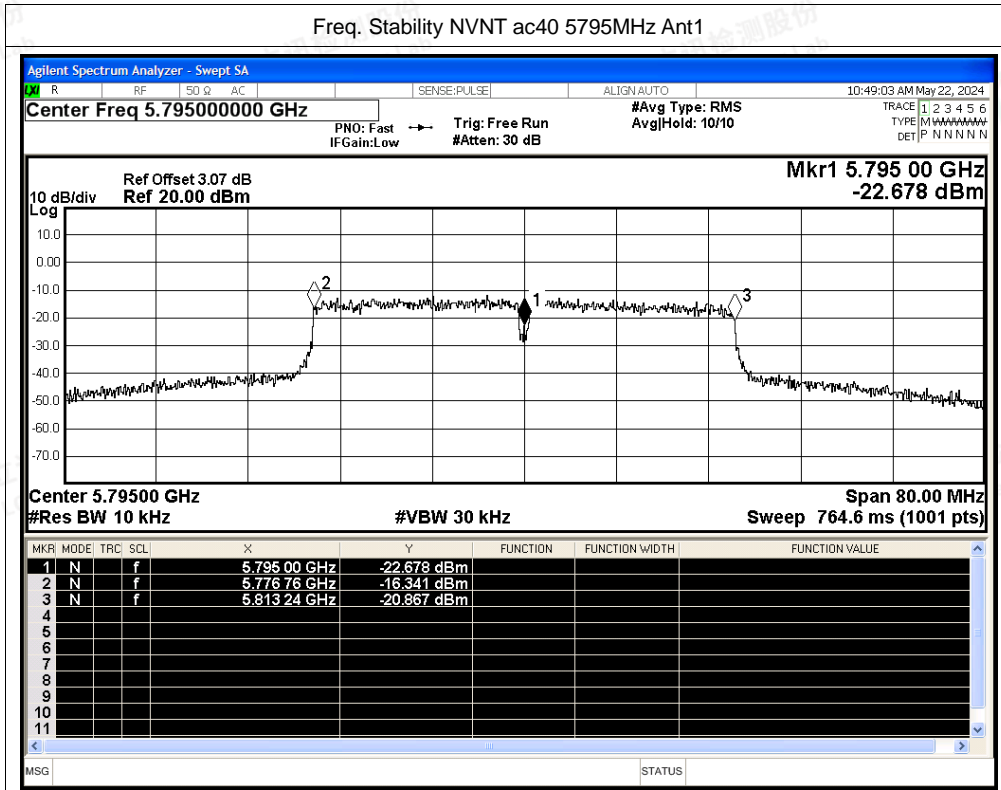 Freq. Stability NVNT ac40 5795MHz Ant1
Agilent Spectrum Analyzer - Swept SA
LXI R RF 50 Ω AC SENSE:PULSE ALIGN AUTO 10:49:03 AM May 22, 2024
Center Freq 5.795000000 GHz
PNO: Fast
IFGain:Low
Trig: Free Run
#Atten: 30 dB
#Avg Type: RMS
Avg|Hold: 10/10
TRACE 1 2 3 4 5 6
TYPE M WWWWW
DET P N N N N N
Mkr1 5.795 00 GHz
-22.678 dBm
Ref Offset 3.07 dB
10 dB/div Ref 20.00 dBm
Log
10.0
0.00
-10.0
-20.0
-30.0
-40.0
-50.0
-60.0
-70.0
2
1
3
Center 5.79500 GHz Span 80.00 MHz
#Res BW 10 kHz #VBW 30 kHz Sweep 764.6 ms (1001 pts)
MKR MODE TRC SCL X Y FUNCTION FUNCTION WIDTH FUNCTION VALUE
1 N f 5.795 00 GHz -22.678 dBm
2 N f 5.776 76 GHz -16.341 dBm
3 N f 5.813 24 GHz -20.867 dBm
4
5
6
7
8
9
10
11
MSG STATUS